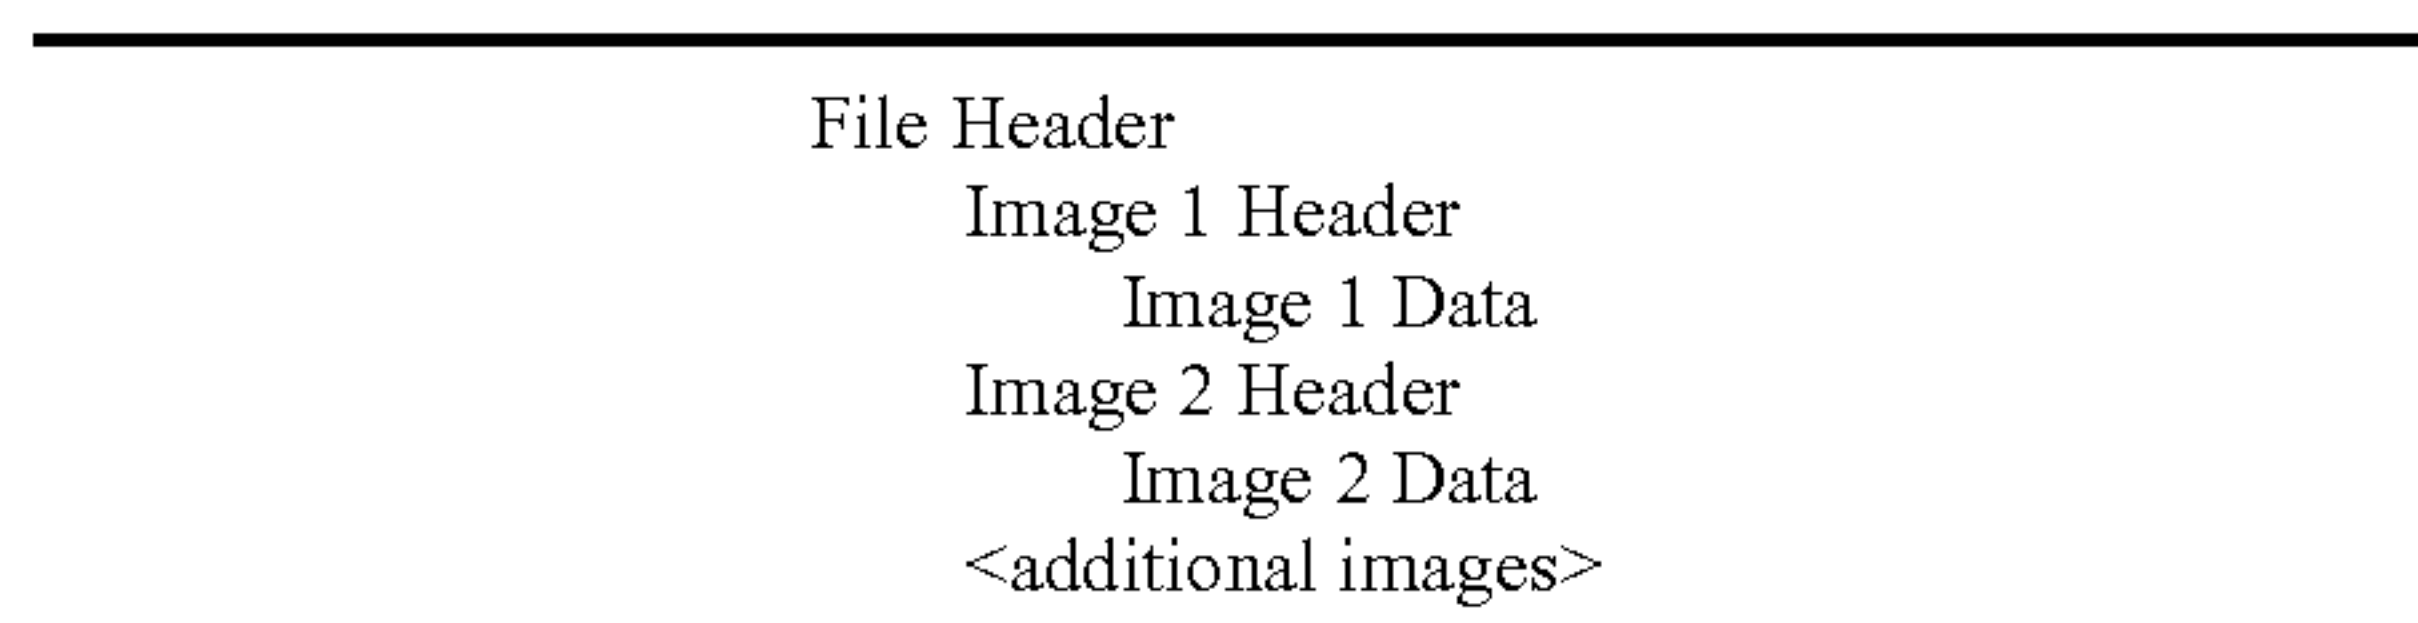 File Header
Image 1 Header
Image 1 Data
Image 2 Header
Image 2 Data
<additional images>